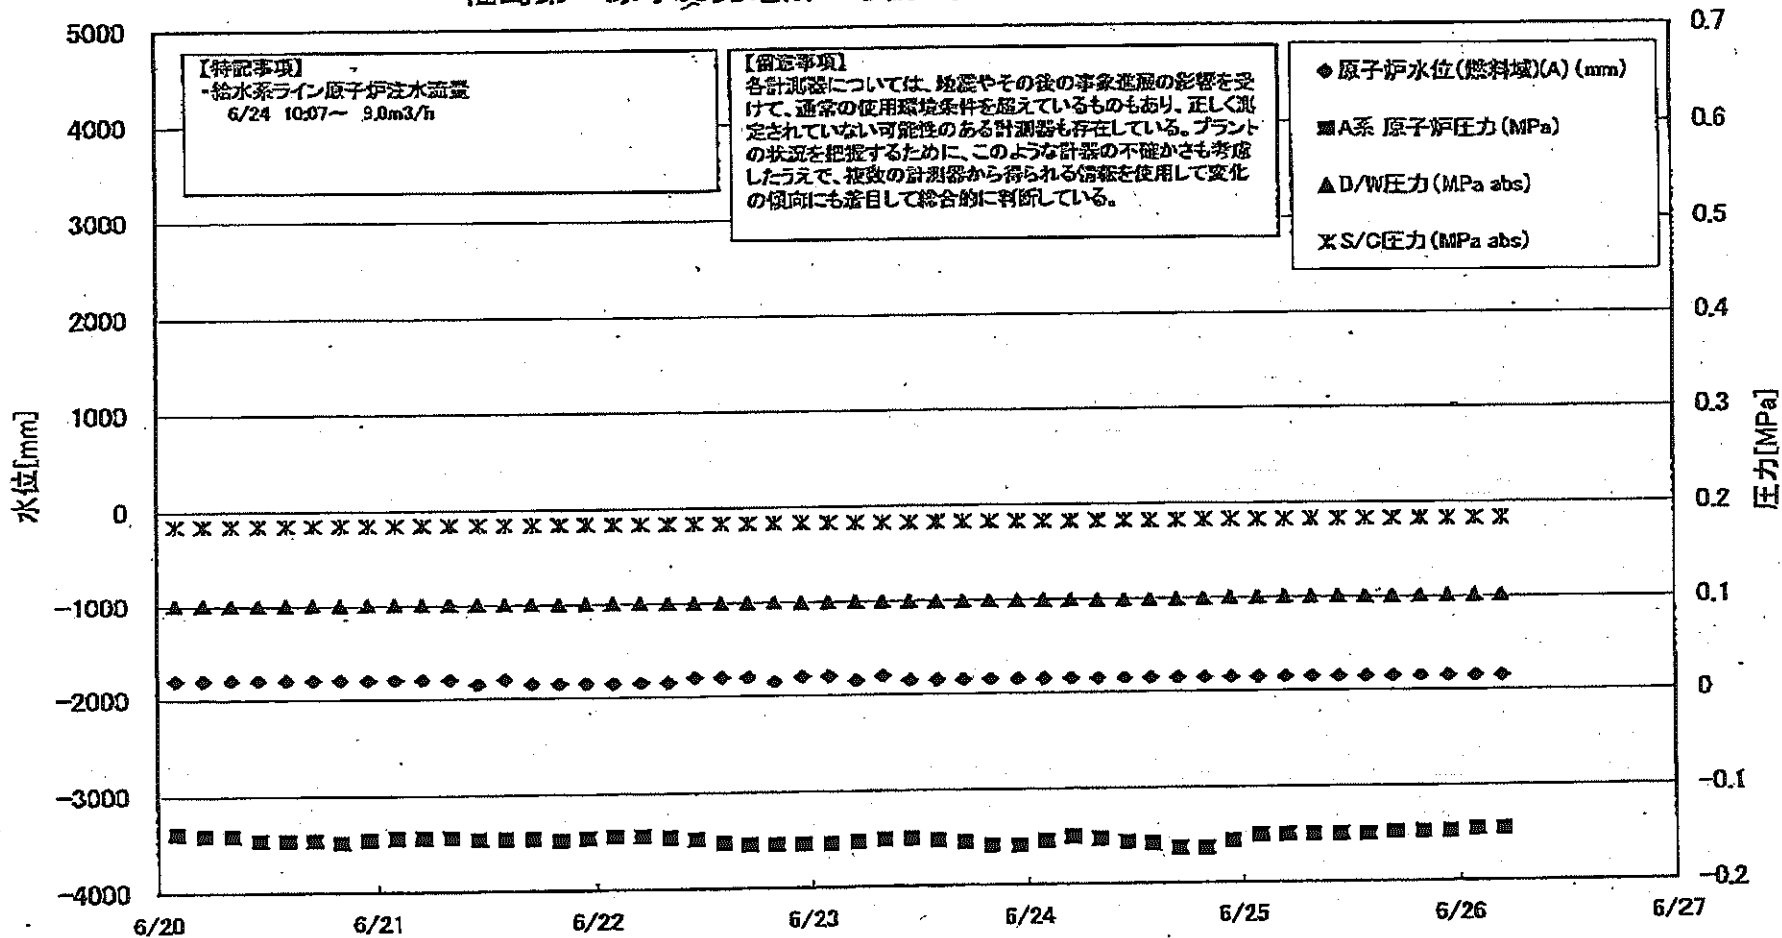 5000
4000
3000
2000
1000
0
-1000
-2000
-3000
-4000
水位[mm]
【特記事項】
・給水系ライン原子炉注水流量
6/24 10:07～ 9.0m3/h
【留意事項】
各計測器については、地震やその後の事象進展の影響を受
けて、通常の使用環境条件を超えているものもあり、正しく測
定されていない可能性のある計測器も存在している。プラント
の状況を把握するために、このような計器の不確かさも考慮
したうえで、複数の計測器から得られる情報を使用して変化
の傾向にも着目して総合的に判断している。
原子炉水位(燃料域)(A)(mm)
A系 原子炉圧力(MPa)
D/W圧力(MPa abs)
S/C圧力(MPa abs)
0.7
0.6
0.5
0.4
0.3
0.2
0.1
0
-0.1
-0.2
圧力[MPa]
6/20
6/21
6/22
6/23
6/24
6/25
6/26
6/27